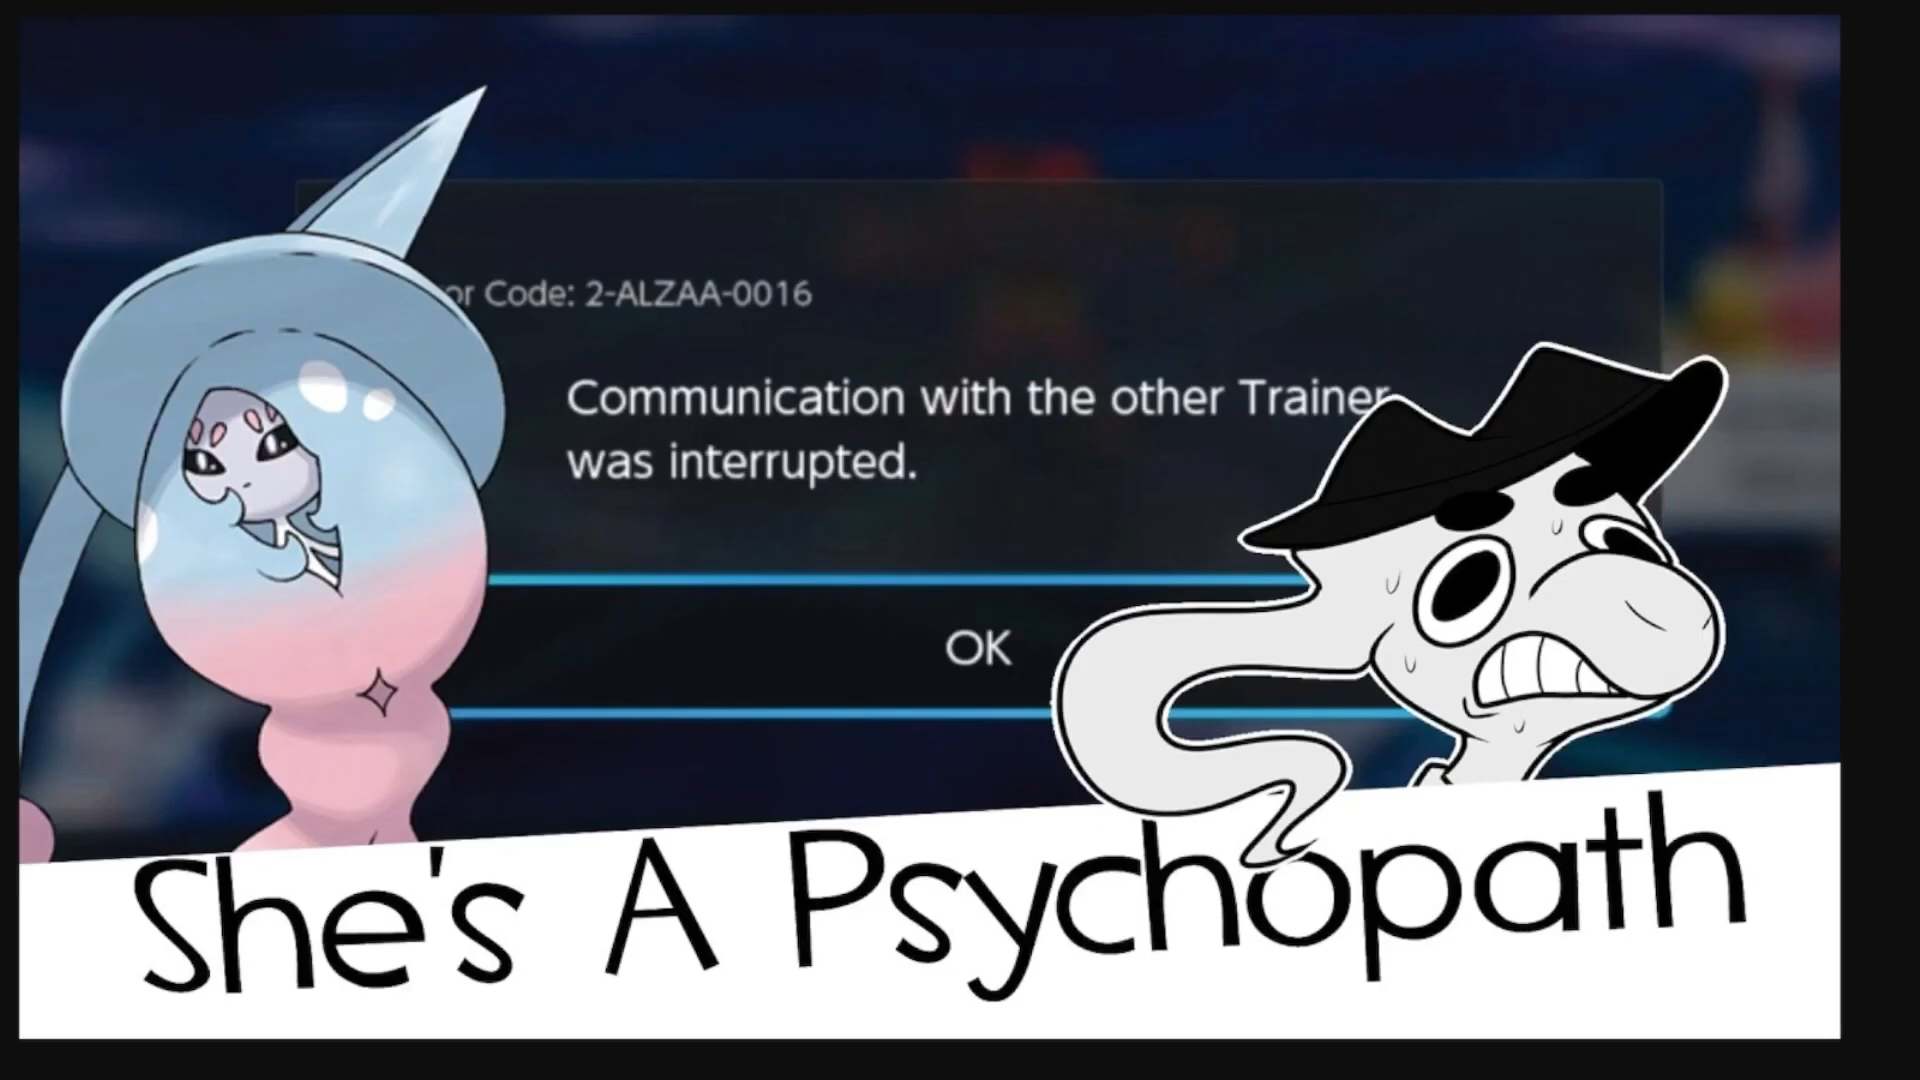 or Code: 2-ALZAA-0016
Communication with the other Trainer
was interrupted.
OK
She's A Psychopath